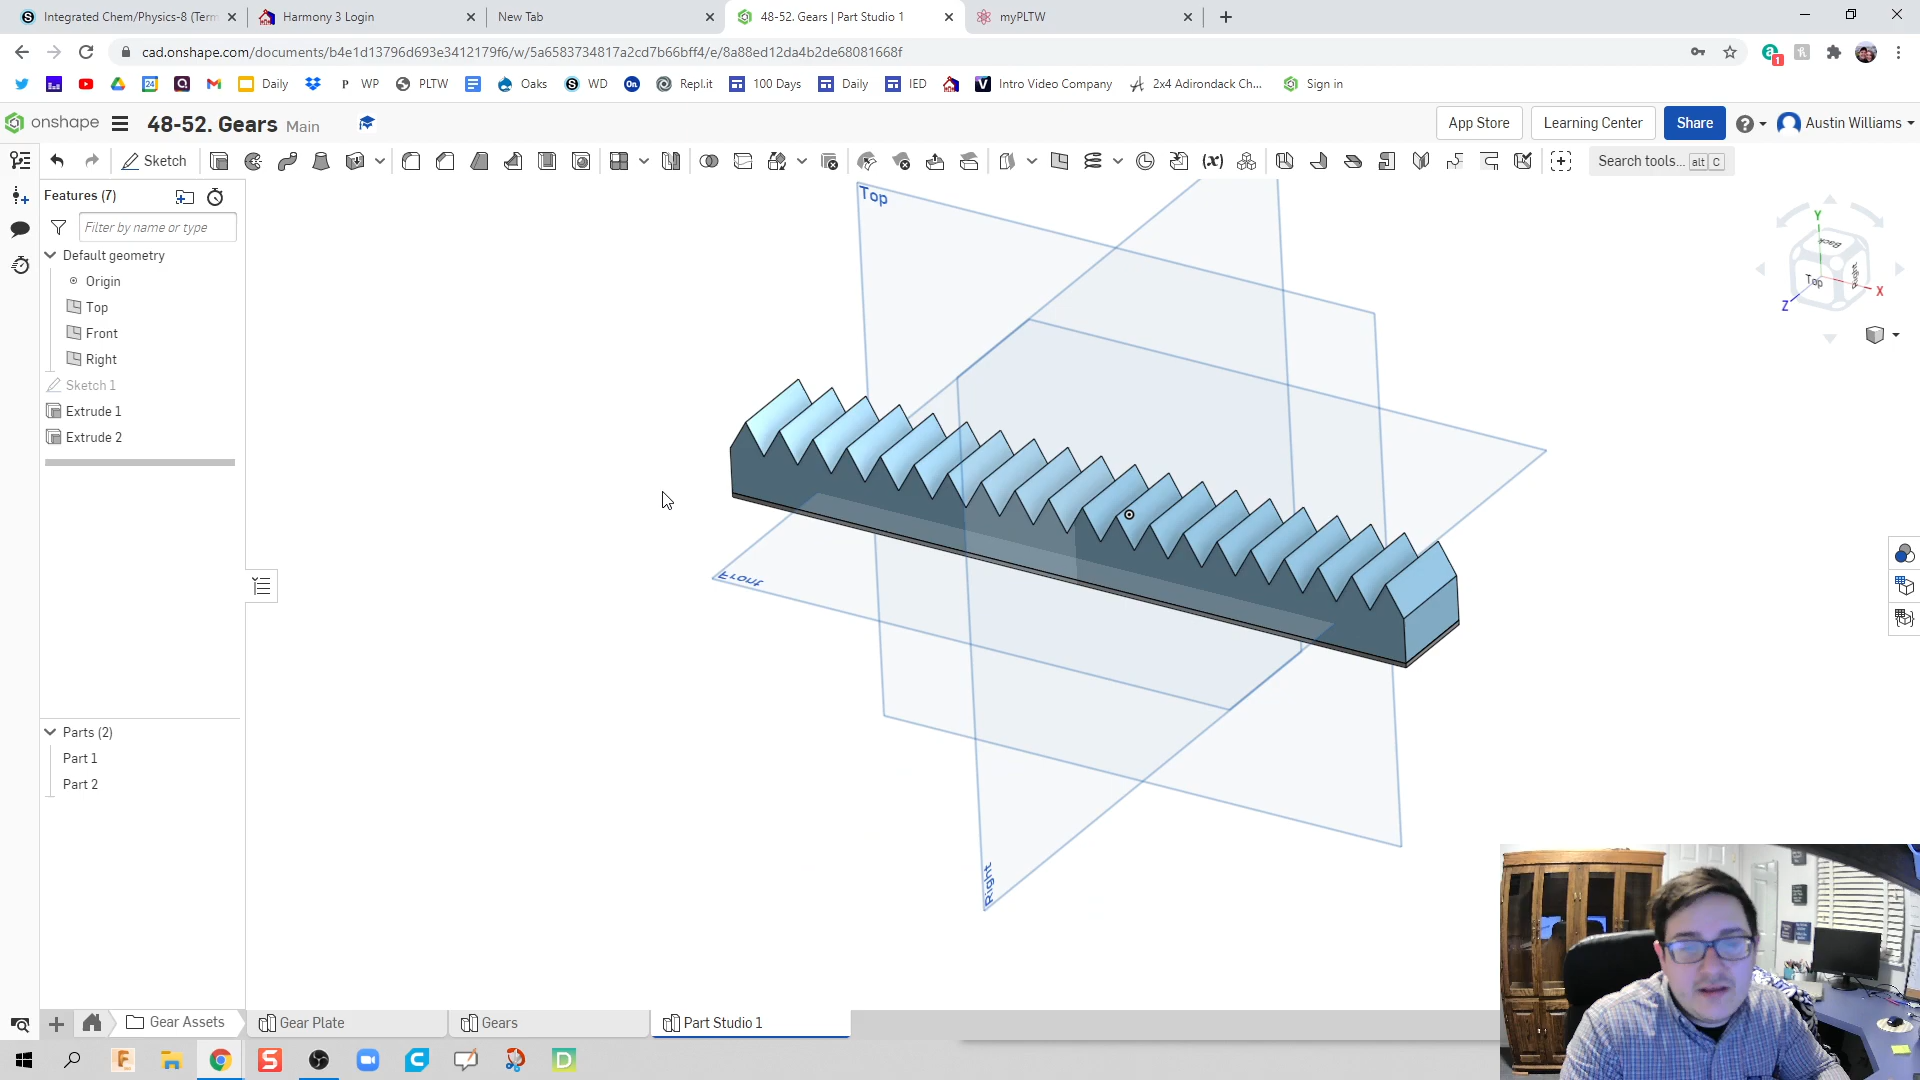 Integrated Chem/Physics-8 (Term
Harmony 3 Login
New Tab
48-52. Gears | Part Studio 1
myPLTW
cad.onshape.com/documents/b4e1d13796d693e3412179f6/w/5a6583734817a2cd7b66bff4/e/8a88ed12da4b2de68081668f
1
24
Daily
P WP
PLTW
Oaks
S WD
On
Repl.it
100 Days
Daily
IED
Intro Video Company
2x4 Adirondack Ch...
Sign in
onshape
48-52. Gears Main
App Store
Learning Center
Share
Austin Williams
Sketch
(x)
Search tools... alt C
Features (7)
Filter by name or type
Default geometry
Origin
Top
Front
Right
Sketch 1
Extrude 1
Extrude 2
Parts (2)
Part 1
Part 2
Top
Front
Right
Y
Back
Top
Right
Z
X
Gear Assets
Gear Plate
Gears
Part Studio 1